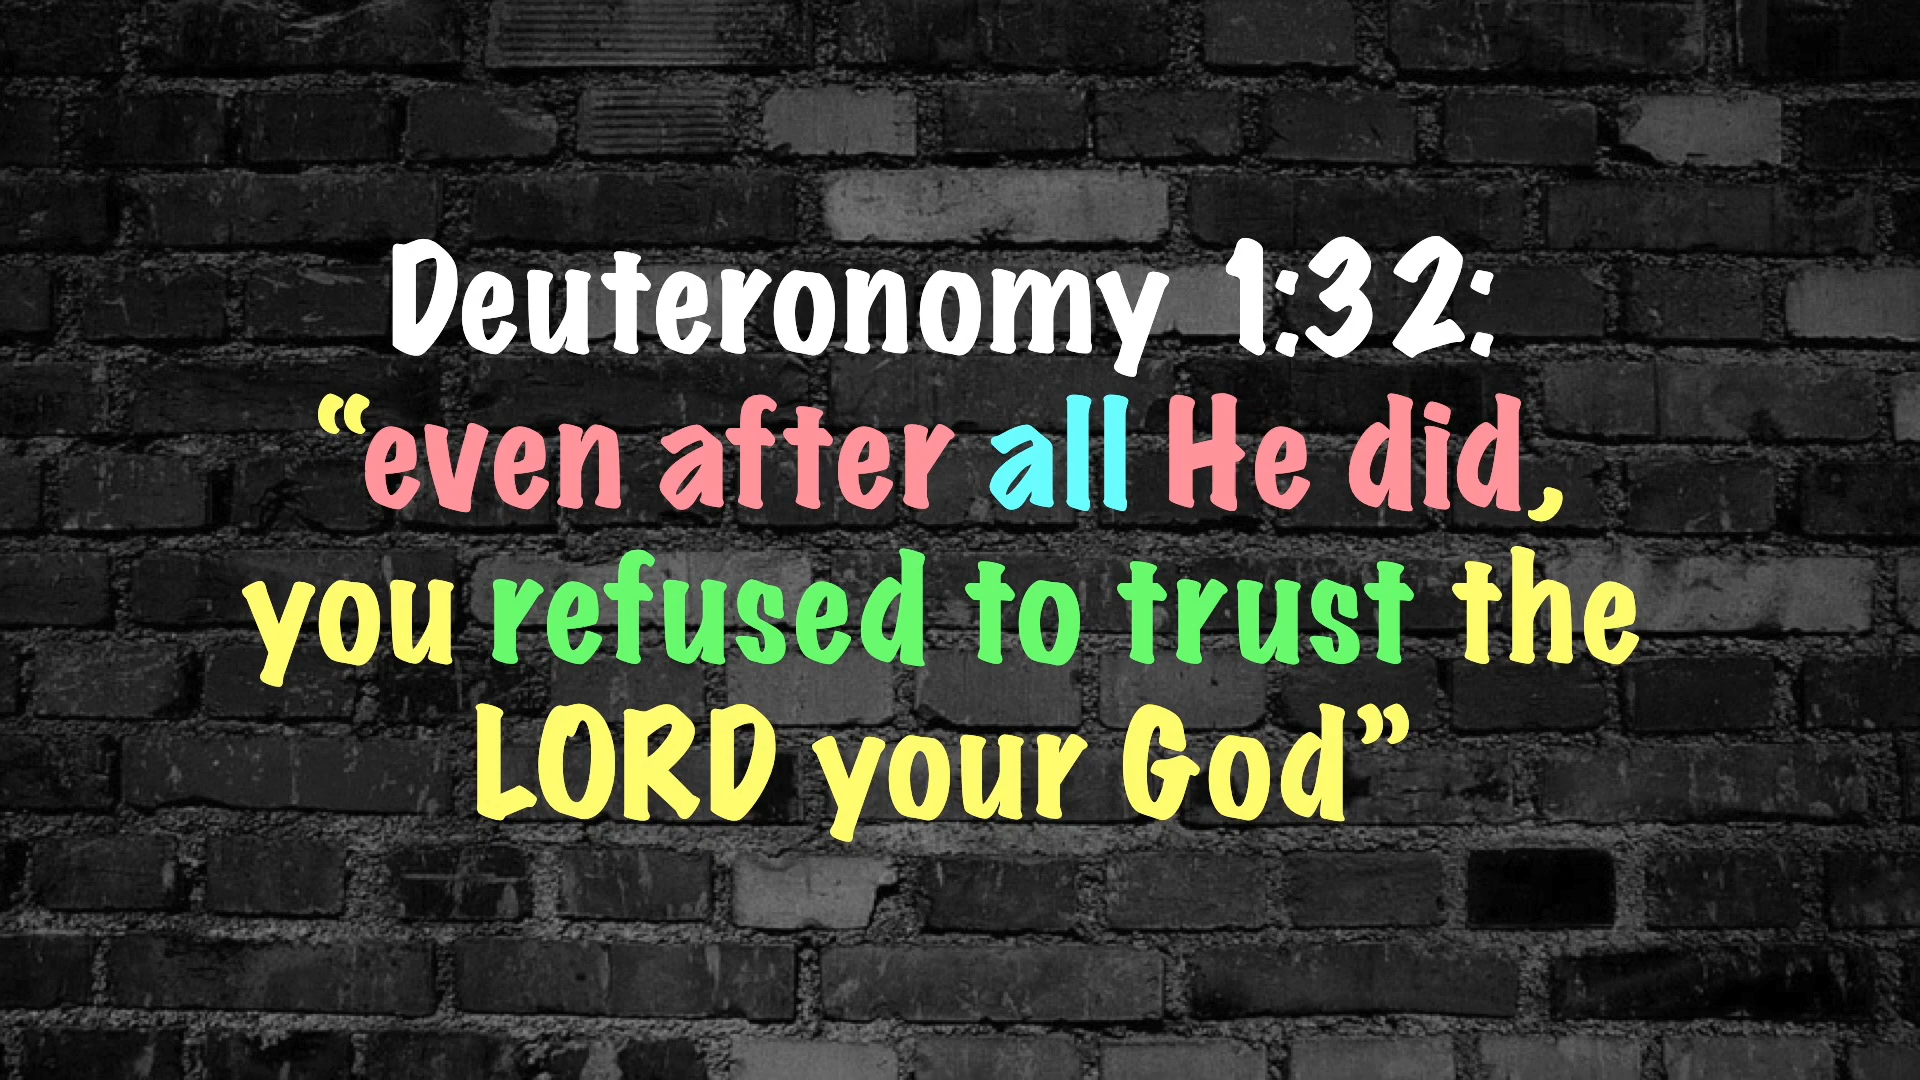 Deuteronomy 1:32:
“even after all He did,
you refused to trust the
LORD your God”